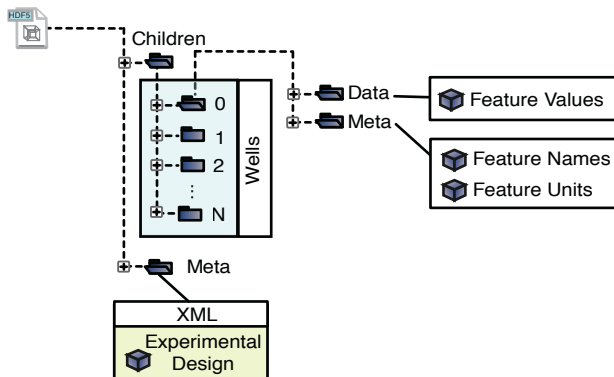 HDF5
Children
0
1
2
⋮
N
Wells
Data
Meta
Feature Values
Feature Names
Feature Units
Meta
XML
Experimental
Design